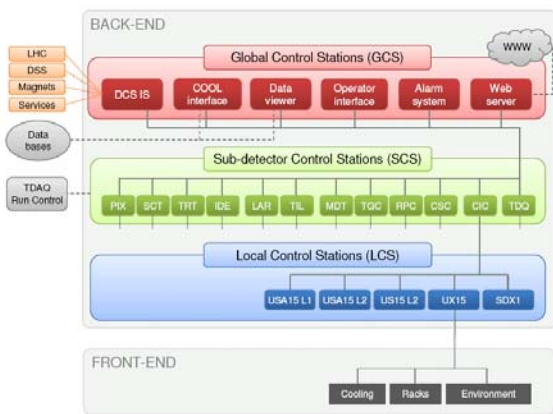 BACK-END
WWW
LHC
DSS
Magnets
Services
Global Control Stations (GCS)
DCS IS
COOL
interface
Data
viewer
Operator
interface
Alarm
system
Web
server
Data
bases
TDAQ
Run Control
Sub-detector Control Stations (SCS)
PIX
SCT
TRT
IDE
LAR
TIL
MDT
TGC
RPC
CSC
CIC
TDQ
Local Control Stations (LCS)
USA15 L1
USA15 L2
US15 L2
UX15
SDX1
FRONT-END
Cooling
Racks
Environment